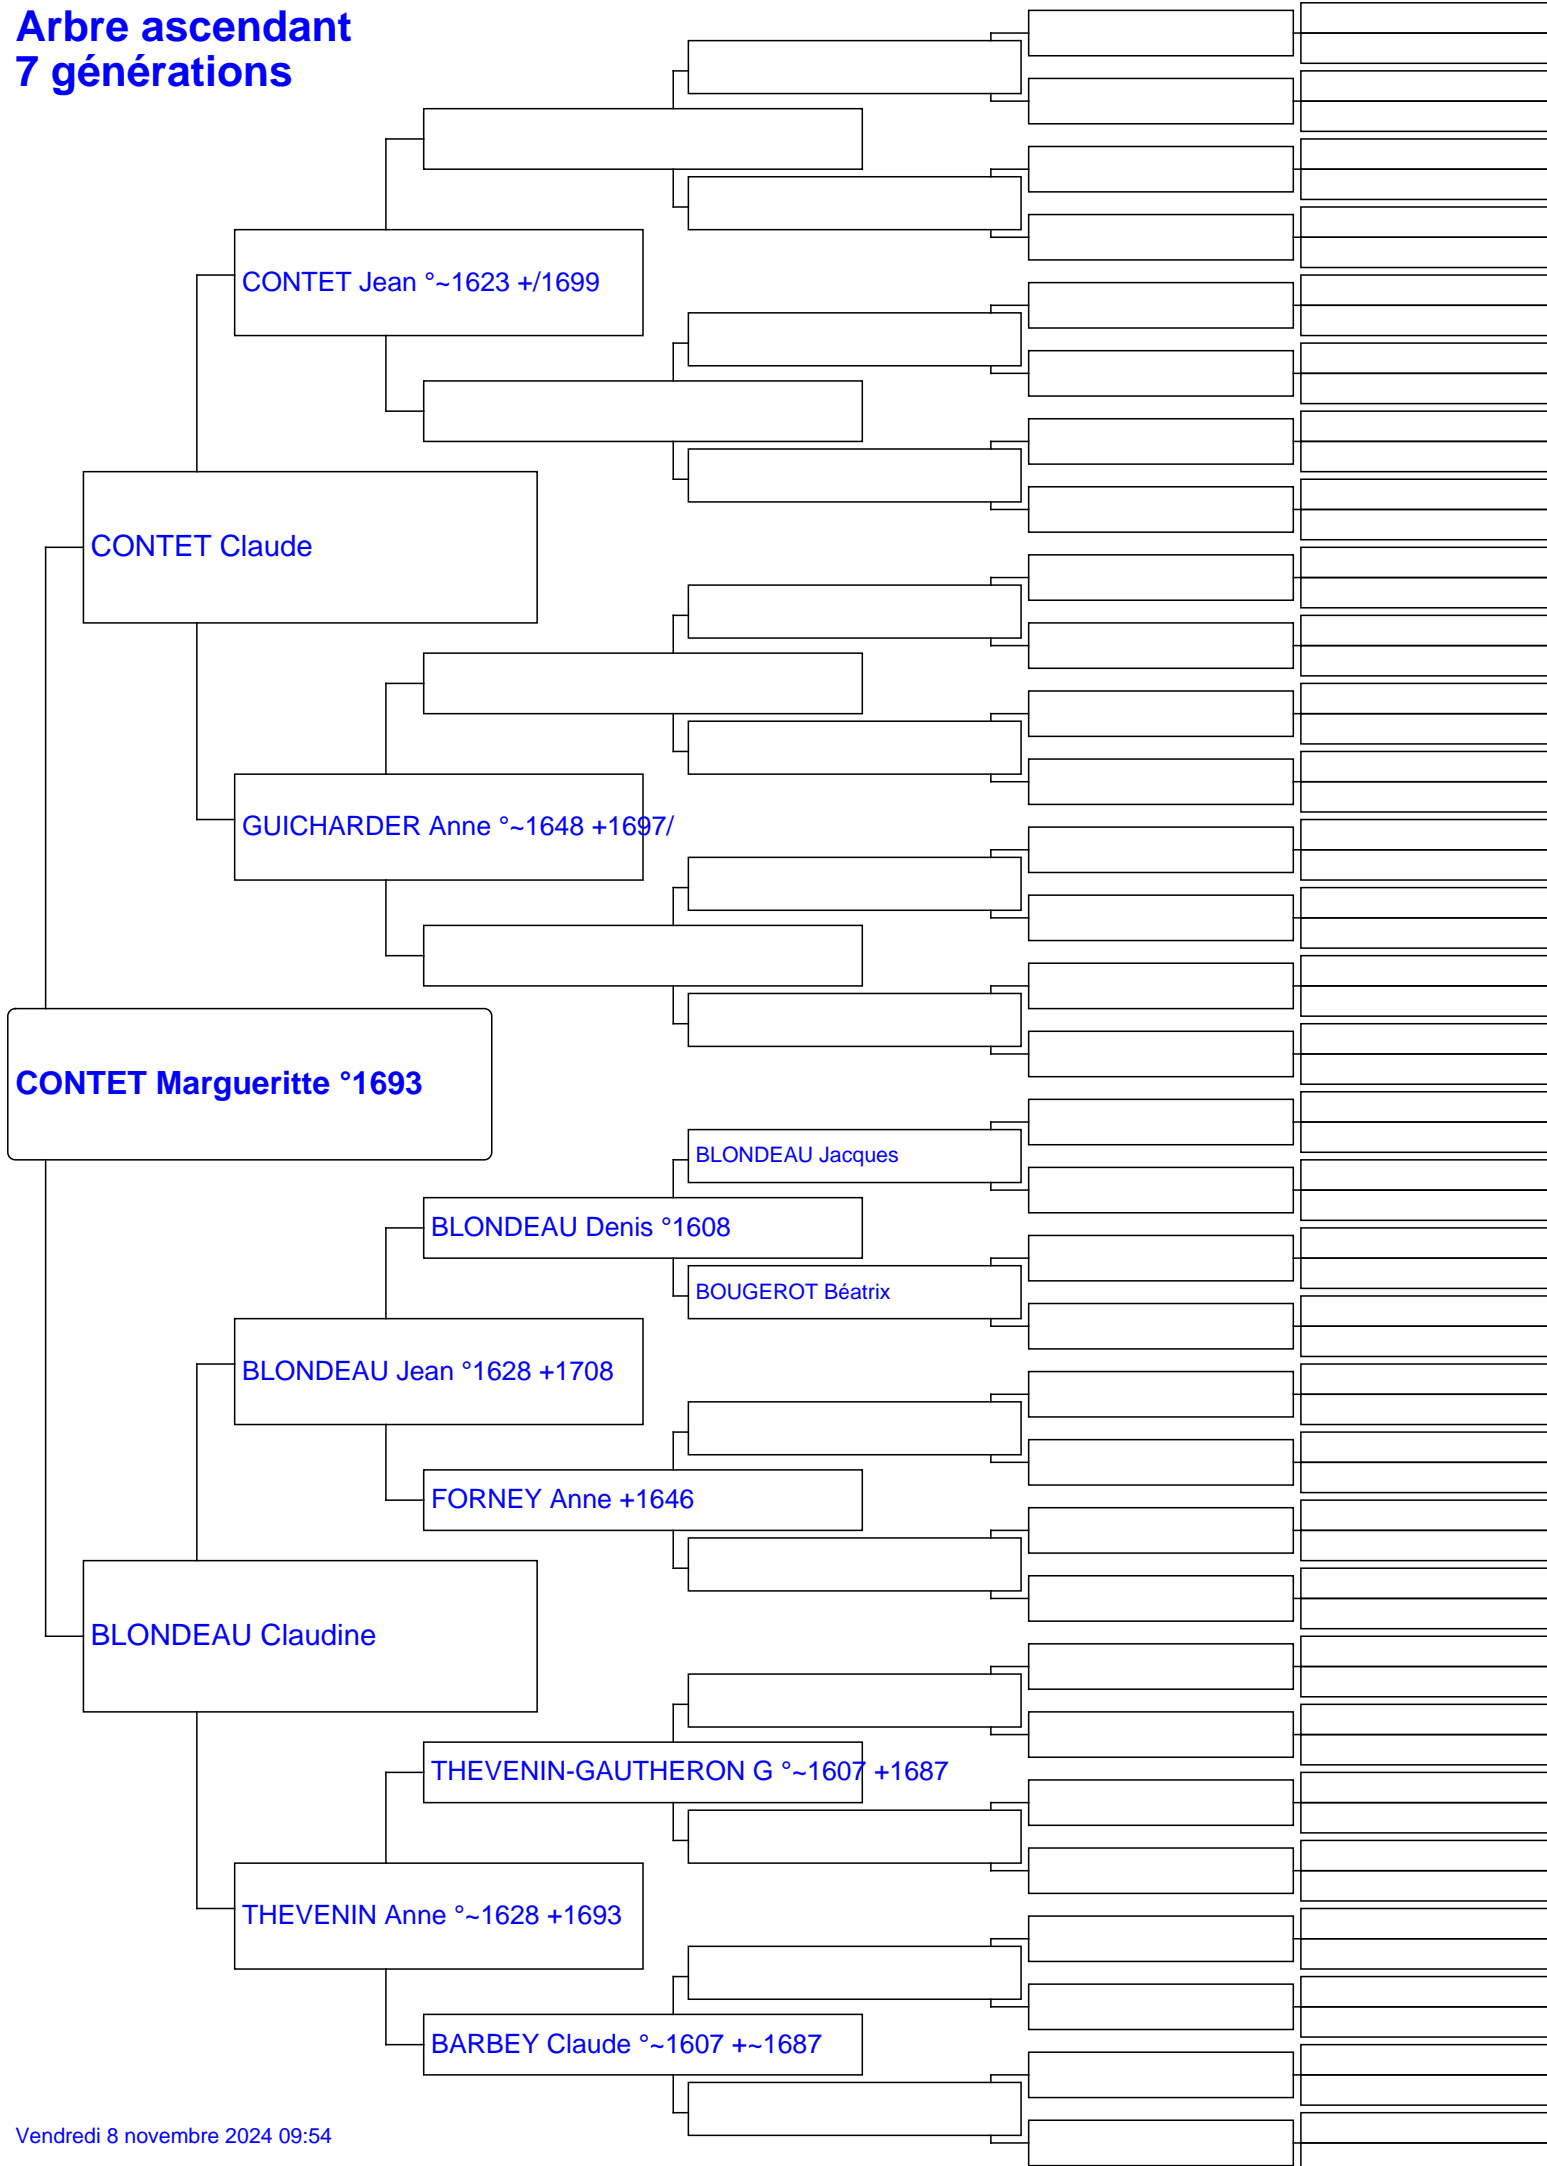 Arbre ascendant
7 générations
CONTET Jean °~1623 +/1699
CONTET Claude
GUICHARDER Anne °~1648 +1697/
CONTET Margueritte °1693
BLONDEAU Jacques
BLONDEAU Denis °1608
BOUGEROT Béatrix
BLONDEAU Jean °1628 +1708
FORNEY Anne +1646
BLONDEAU Claudine
THEVENIN-GAUTHERON G °~1607 +1687
THEVENIN Anne °~1628 +1693
BARBEY Claude °~1607 +~1687
Vendredi 8 novembre 2024 09:54